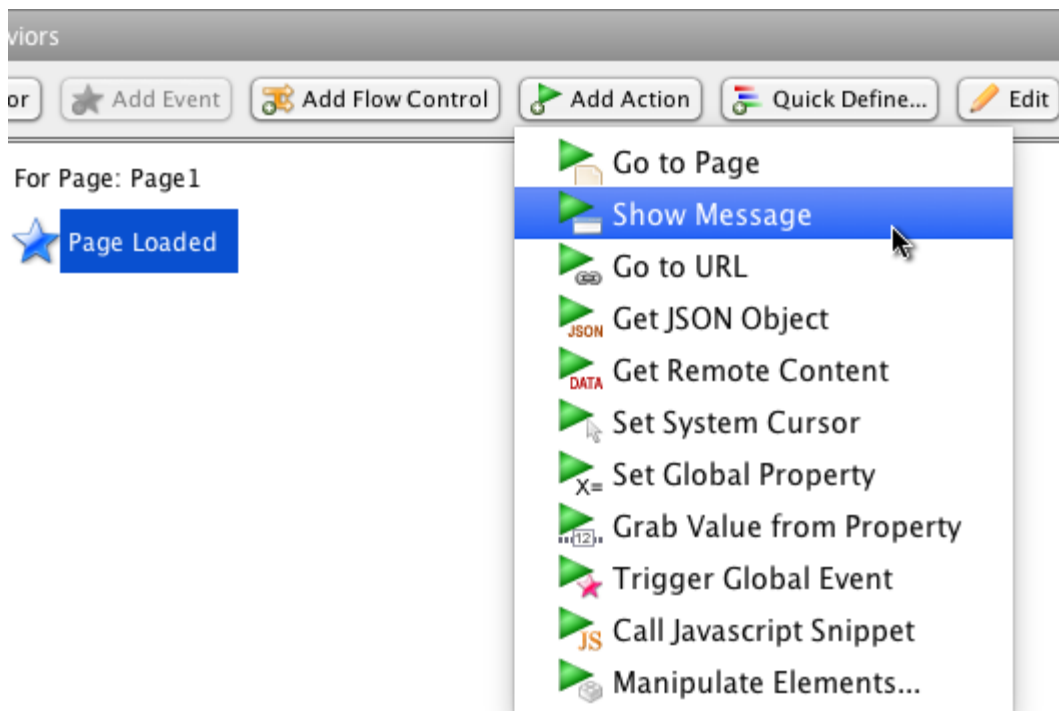 viors
or Add Event Add Flow Control Add Action Quick Define... Edit
For Page: Page1
Page Loaded
Go to Page
Show Message
Go to URL
JSON Get JSON Object
DATA Get Remote Content
Set System Cursor
X= Set Global Property
12 Grab Value from Property
Trigger Global Event
JS Call Javascript Snippet
Manipulate Elements...